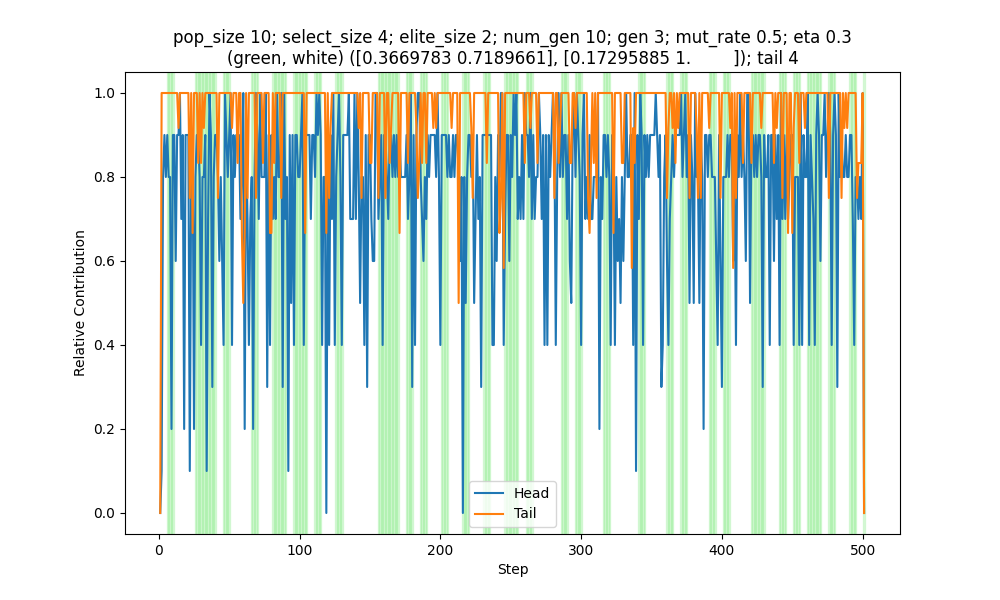 pop_size 10; select_size 4; elite_size 2; num_gen 10; gen 3; mut_rate 0.5; eta 0.3
(green, white) ([0.3669783 0.7189661], [0.17295885 1.        ]); tail 4
1.0
0.8
0.6
0.4
0.2
0.0
Relative Contribution
Head
Tail
0 100 200 300 400 500
Step